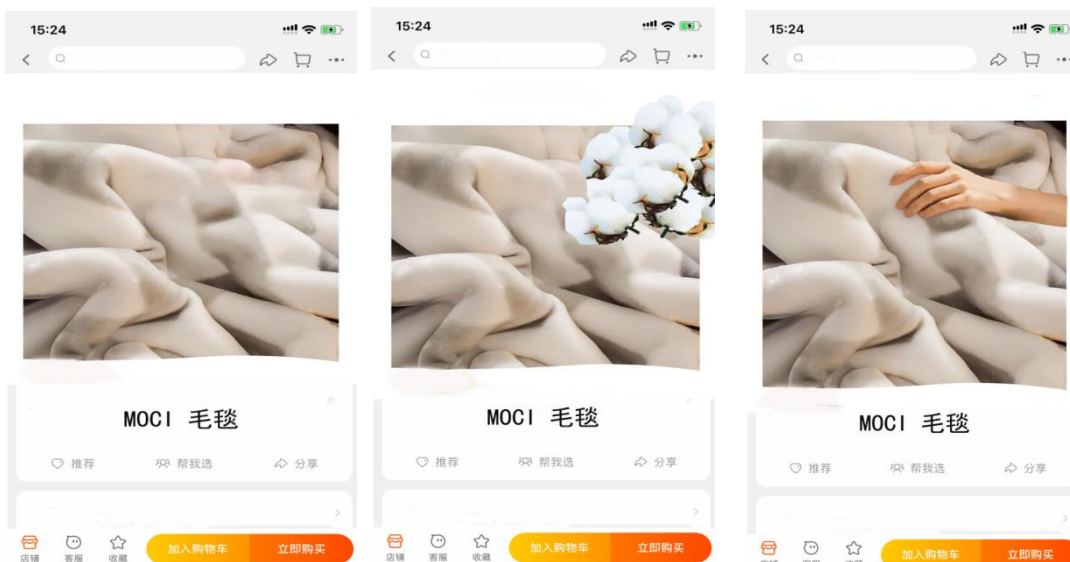 15:24
MOCI 毛毯
推荐 帮我选 分享
店铺 客服 收藏 加入购物车 立即购买
15:24
MOCI 毛毯
推荐 帮我选 分享
店铺 客服 收藏 加入购物车 立即购买
15:24
MOCI 毛毯
推荐 帮我选 分享
加入购物车 立即购买